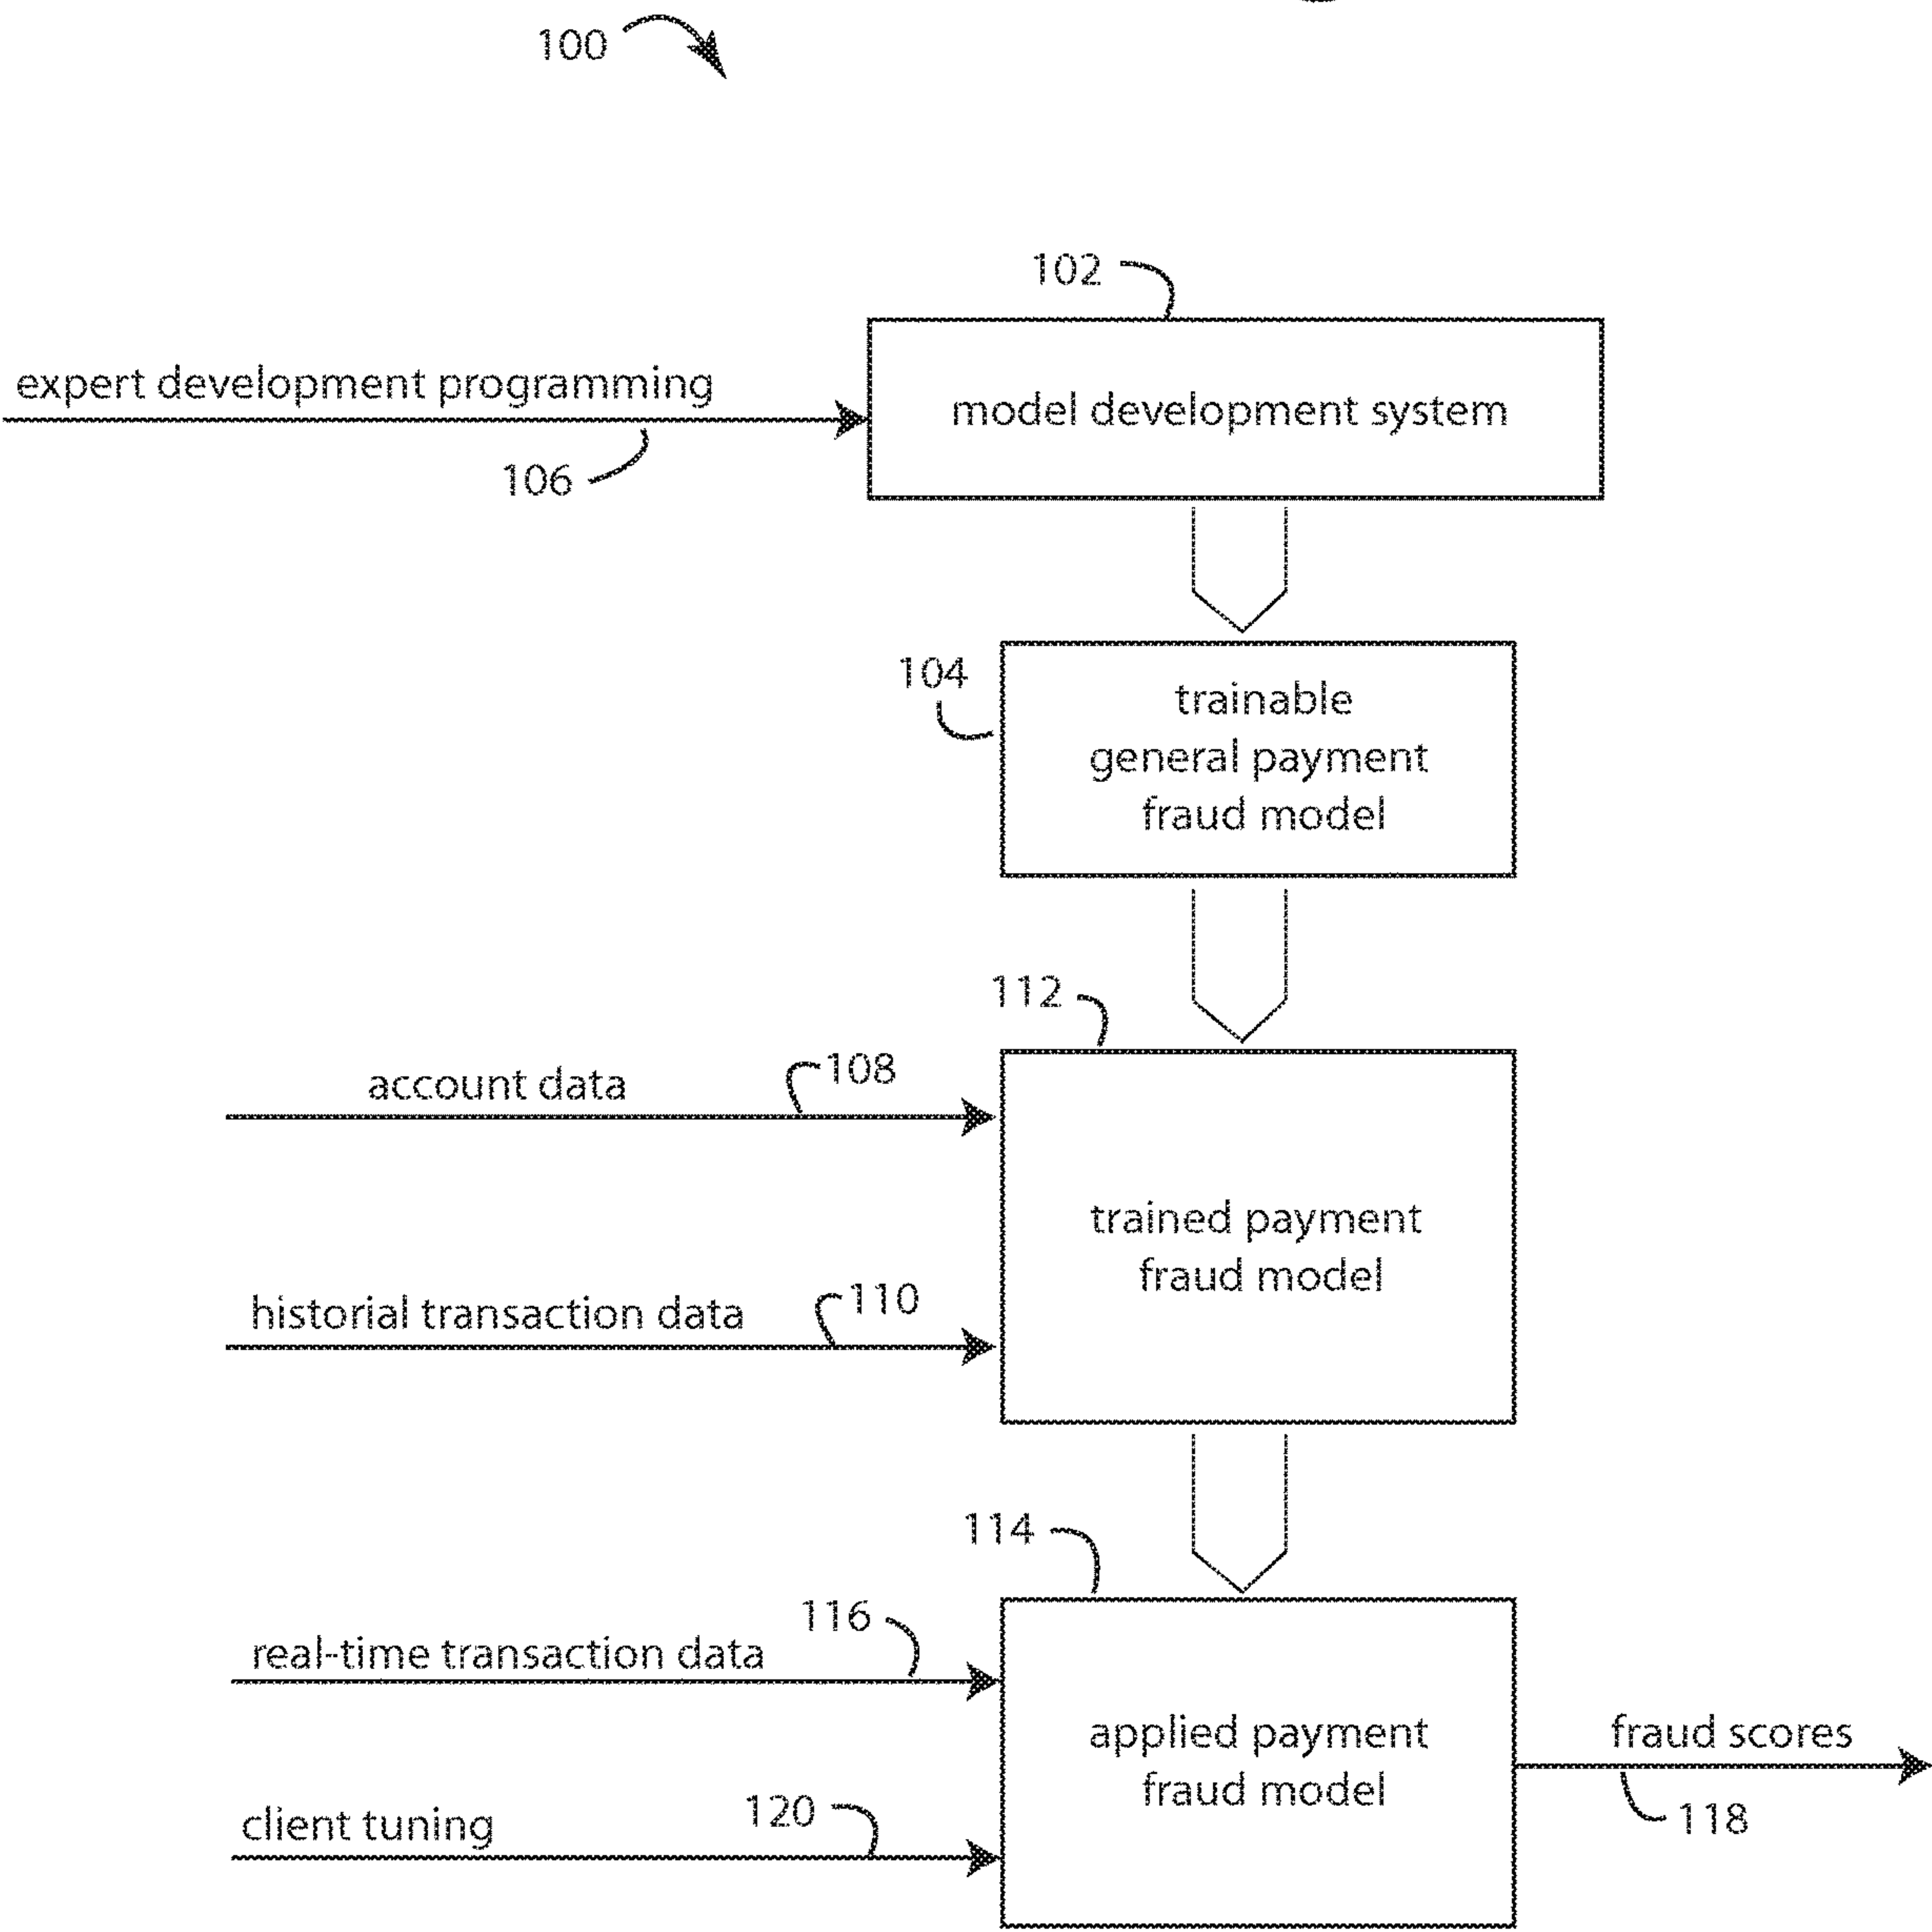 100
102
expert development programming
model development system
106
104
trainable
general payment
fraud model
112
account data
108
trained payment
fraud model
historial transaction data
110
114
116
real-time transaction data
applied payment
fraud model
fraud scores
client tuning
120
118